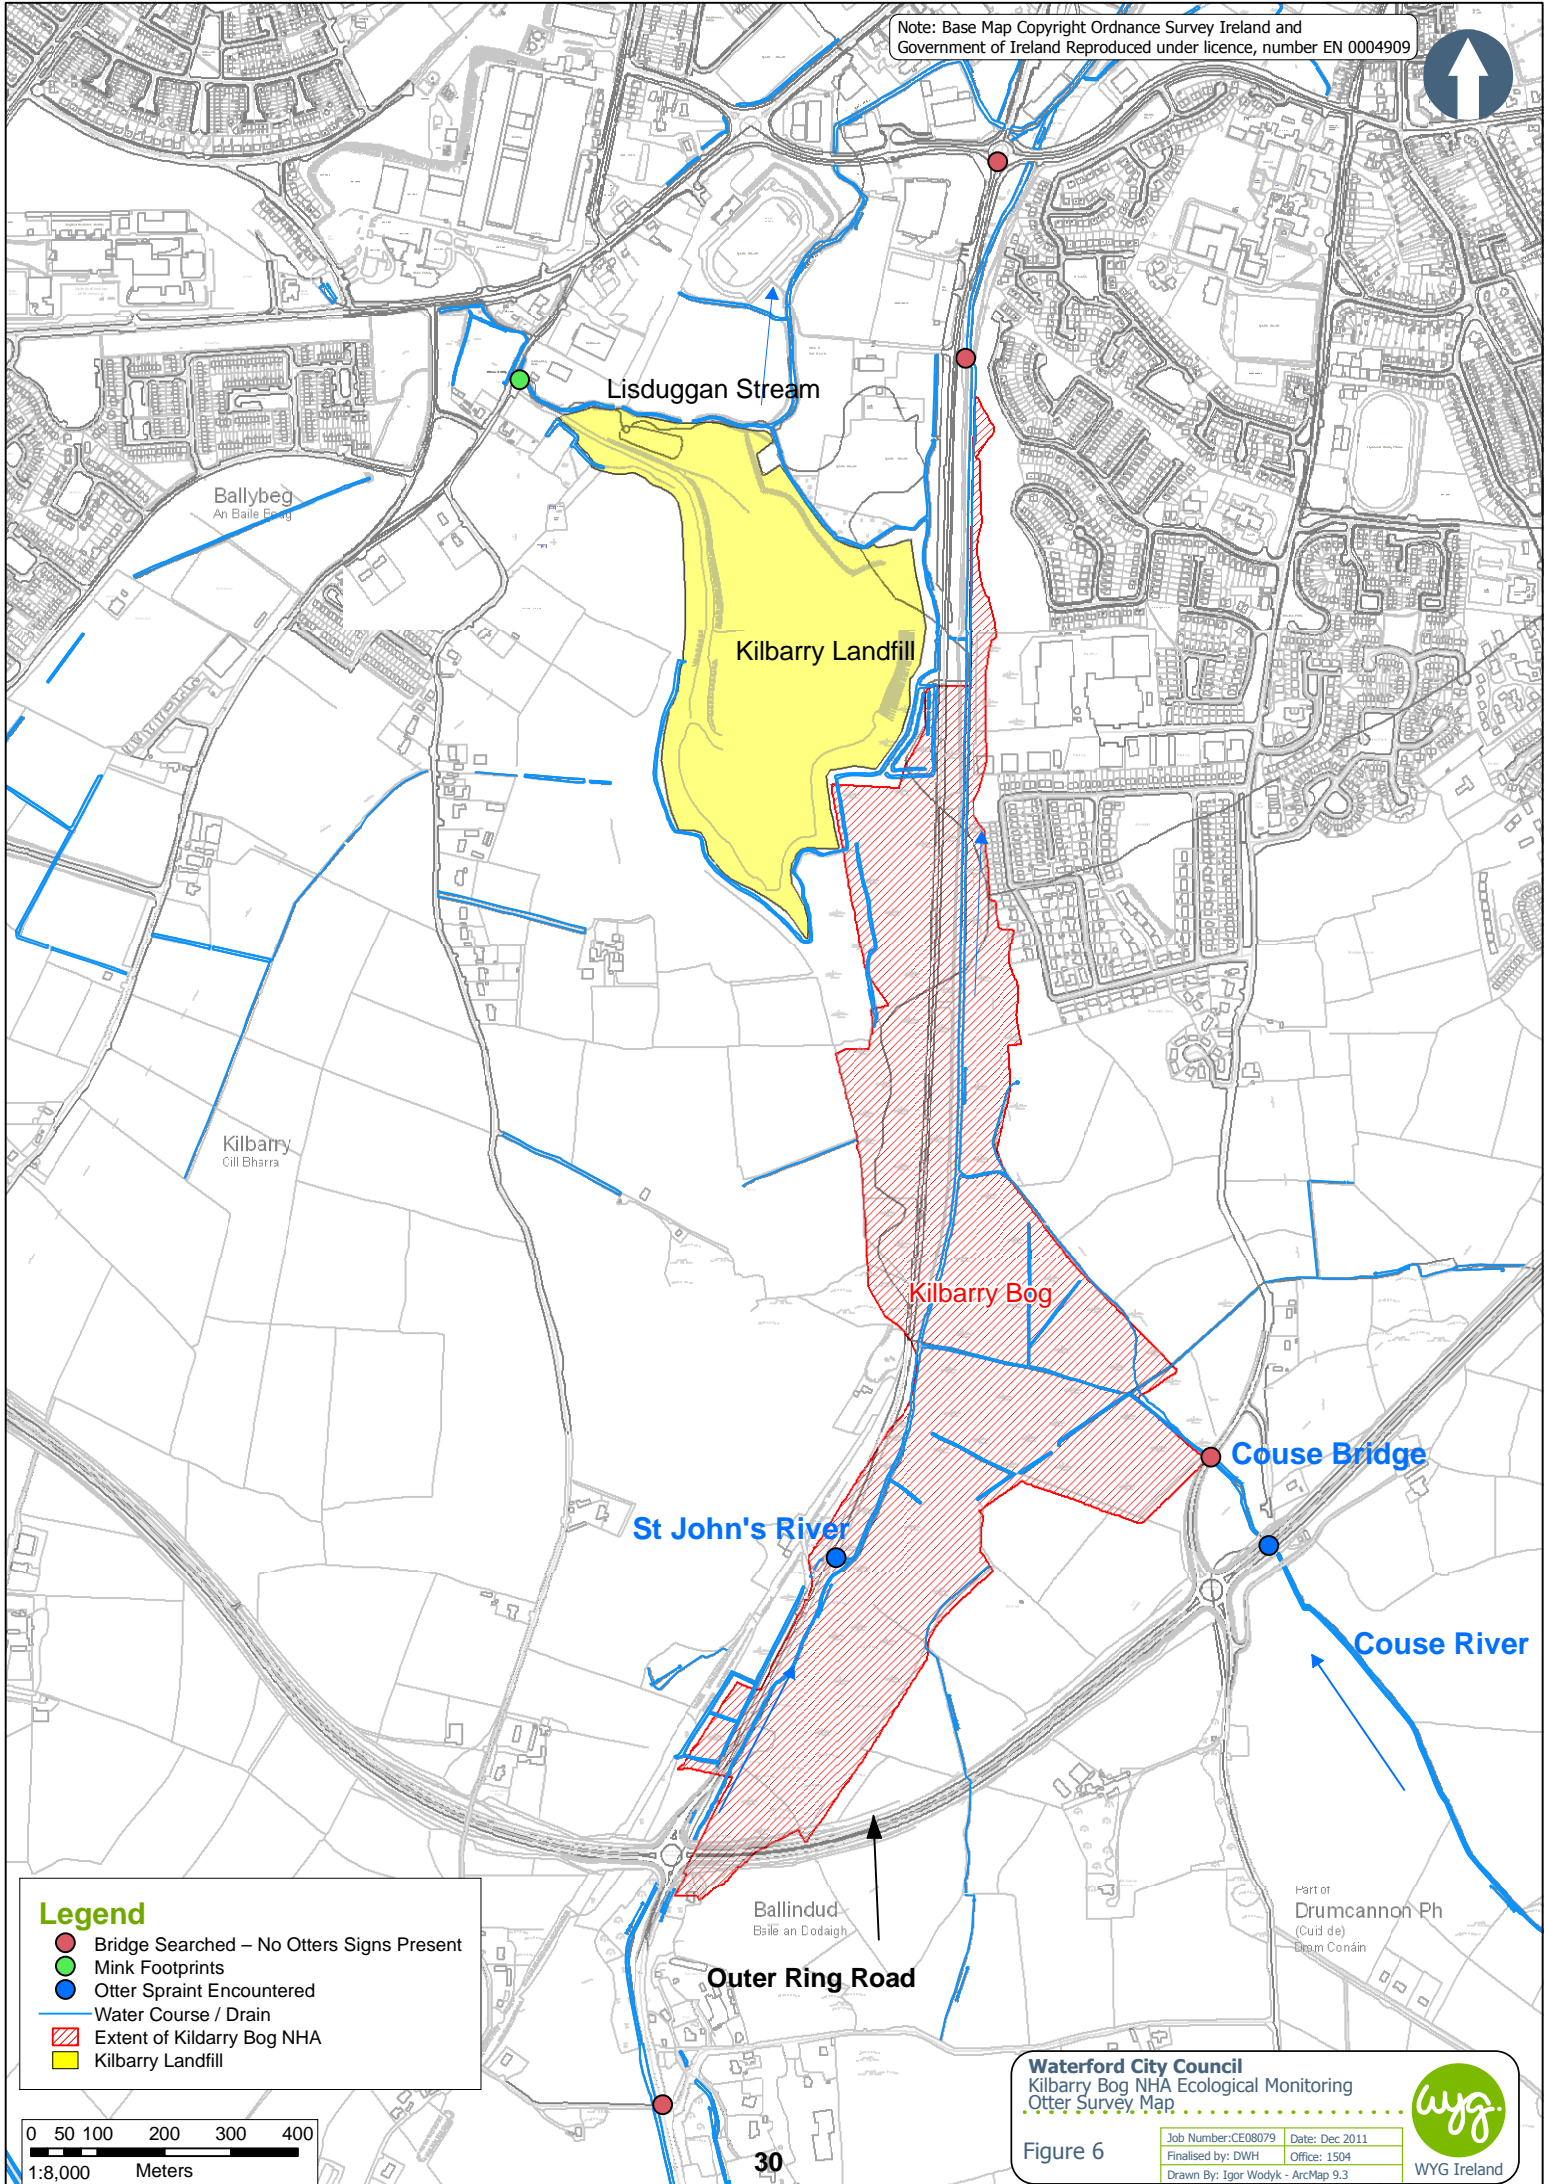 Note: Base Map Copyright Ordnance Survey Ireland and
Government of Ireland Reproduced under licence, number EN 0004909
Lisduggan Stream
Ballybeg
An Baile Beag
Kilbarry Landfill
Kilbarry
Cill Bharra
Kilbarry Bog
Couse Bridge
St John's River
Couse River
Ballindud
Baile an Dodaigh
Part of
Drumcannon Ph
(Cuid de)
Drom Conáin
Outer Ring Road
Legend
Bridge Searched – No Otters Signs Present
Mink Footprints
Otter Spraint Encountered
Water Course / Drain
Extent of Kildarry Bog NHA
Kilbarry Landfill
0 50 100 200 300 400
1:8,000 Meters
30
Waterford City Council
Kilbarry Bog NHA Ecological Monitoring
Otter Survey Map
Figure 6
Job Number:CE08079 Date: Dec 2011
Finalised by: DWH Office: 1504
Drawn By: Igor Wodyk - ArcMap 9.3
wyg
WYG Ireland